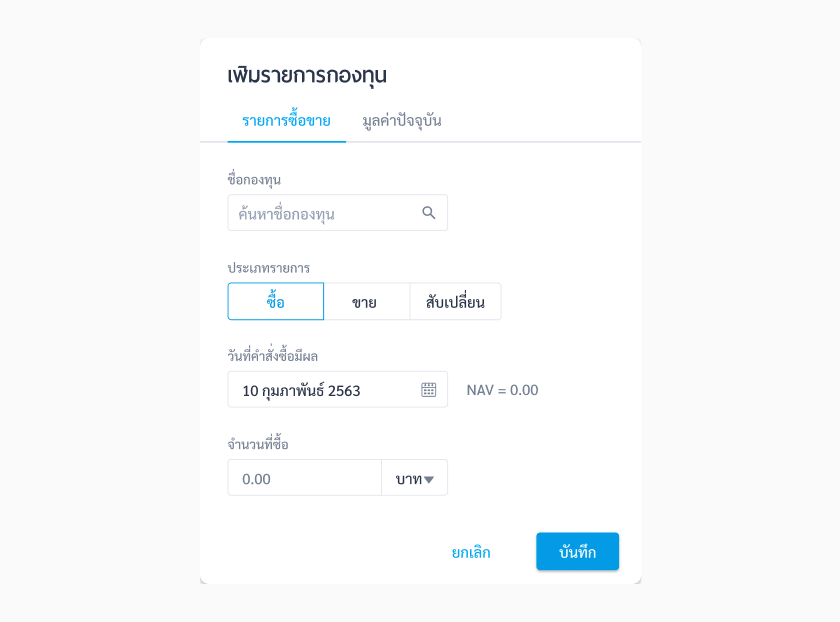 เพิ่มรายการกองทุน
รายการซื้อขาย มูลค่าปัจจุบัน
ชื่อกองทุน
ค้นหาชื่อกองทุน
ประเภทรายการ
ซื้อ ขาย สับเปลี่ยน
วันที่คำสั่งซื้อมีผล
10 กุมภาพันธ์ 2563 NAV = 0.00
จำนวนที่ซื้อ
0.00 บาท
ยกเลิก บันทึก